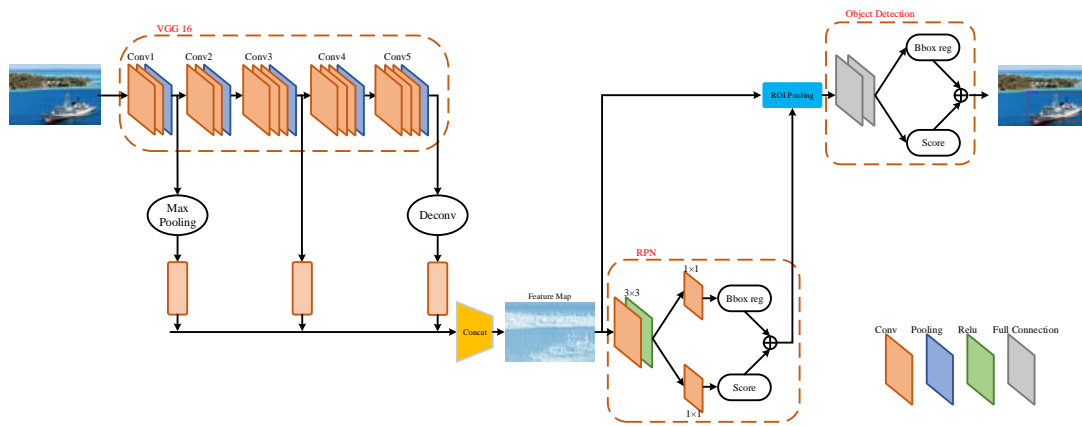 VGG 16
Conv1
Conv2
Conv3
Conv4
Conv5
Max
Pooling
Deconv
Concat
Feature Map
RPN
3×3
1×1
Bbox reg
1×1
Score
ROI Pooling
Object Detection
Bbox reg
Score
Conv
Pooling
Relu
Full Connection